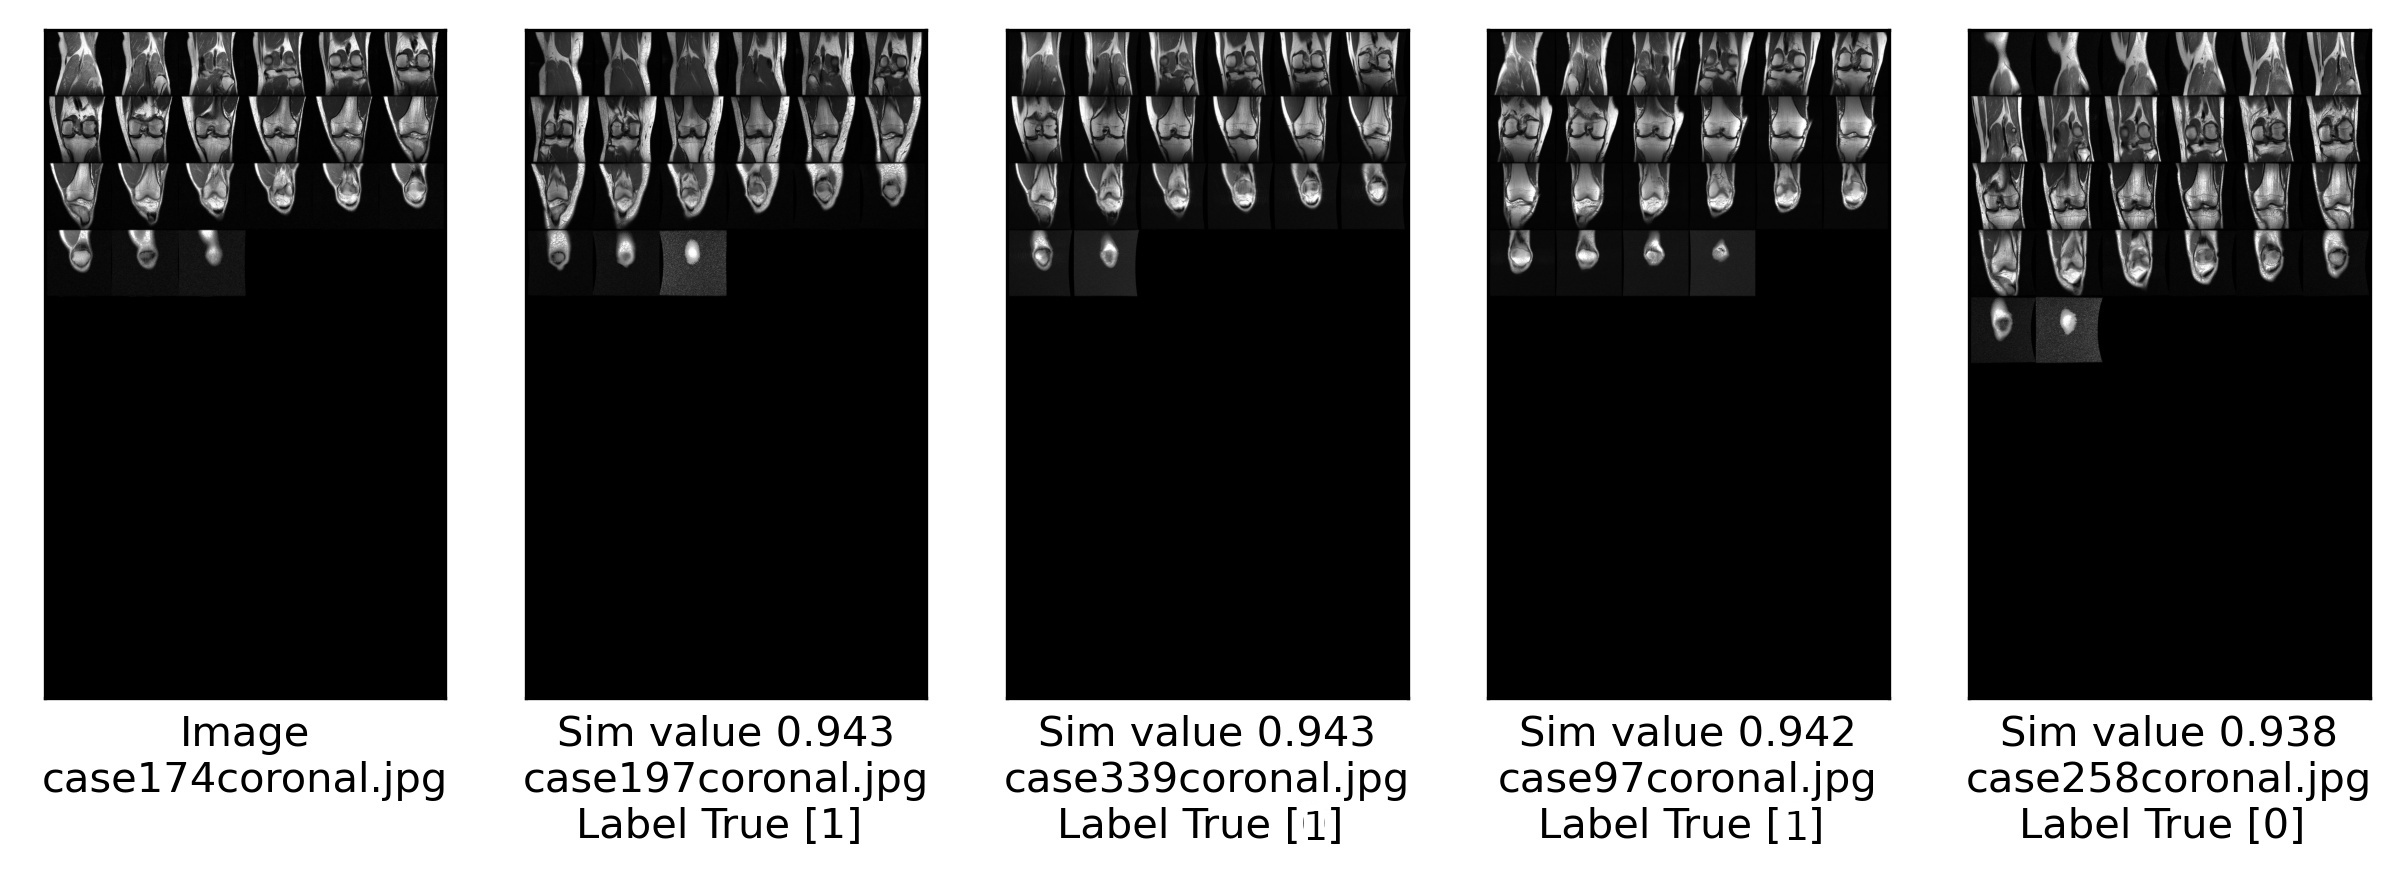 Image
case174coronal.jpg
Sim value 0.943
case197coronal.jpg
Label True [1]
Sim value 0.943
case339coronal.jpg
Label True [1]
Sim value 0.942
case97coronal.jpg
Label True [1]
Sim value 0.938
case258coronal.jpg
Label True [0]